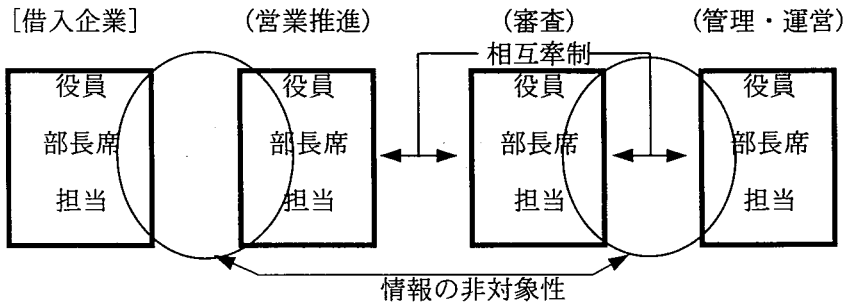 [借入企業] (営業推進) (審査) (管理・運営)
相互牽制
役員 役員 役員 役員
部長席 部長席 部長席 部長席
担当 担当 担当 担当
情報の非対象性